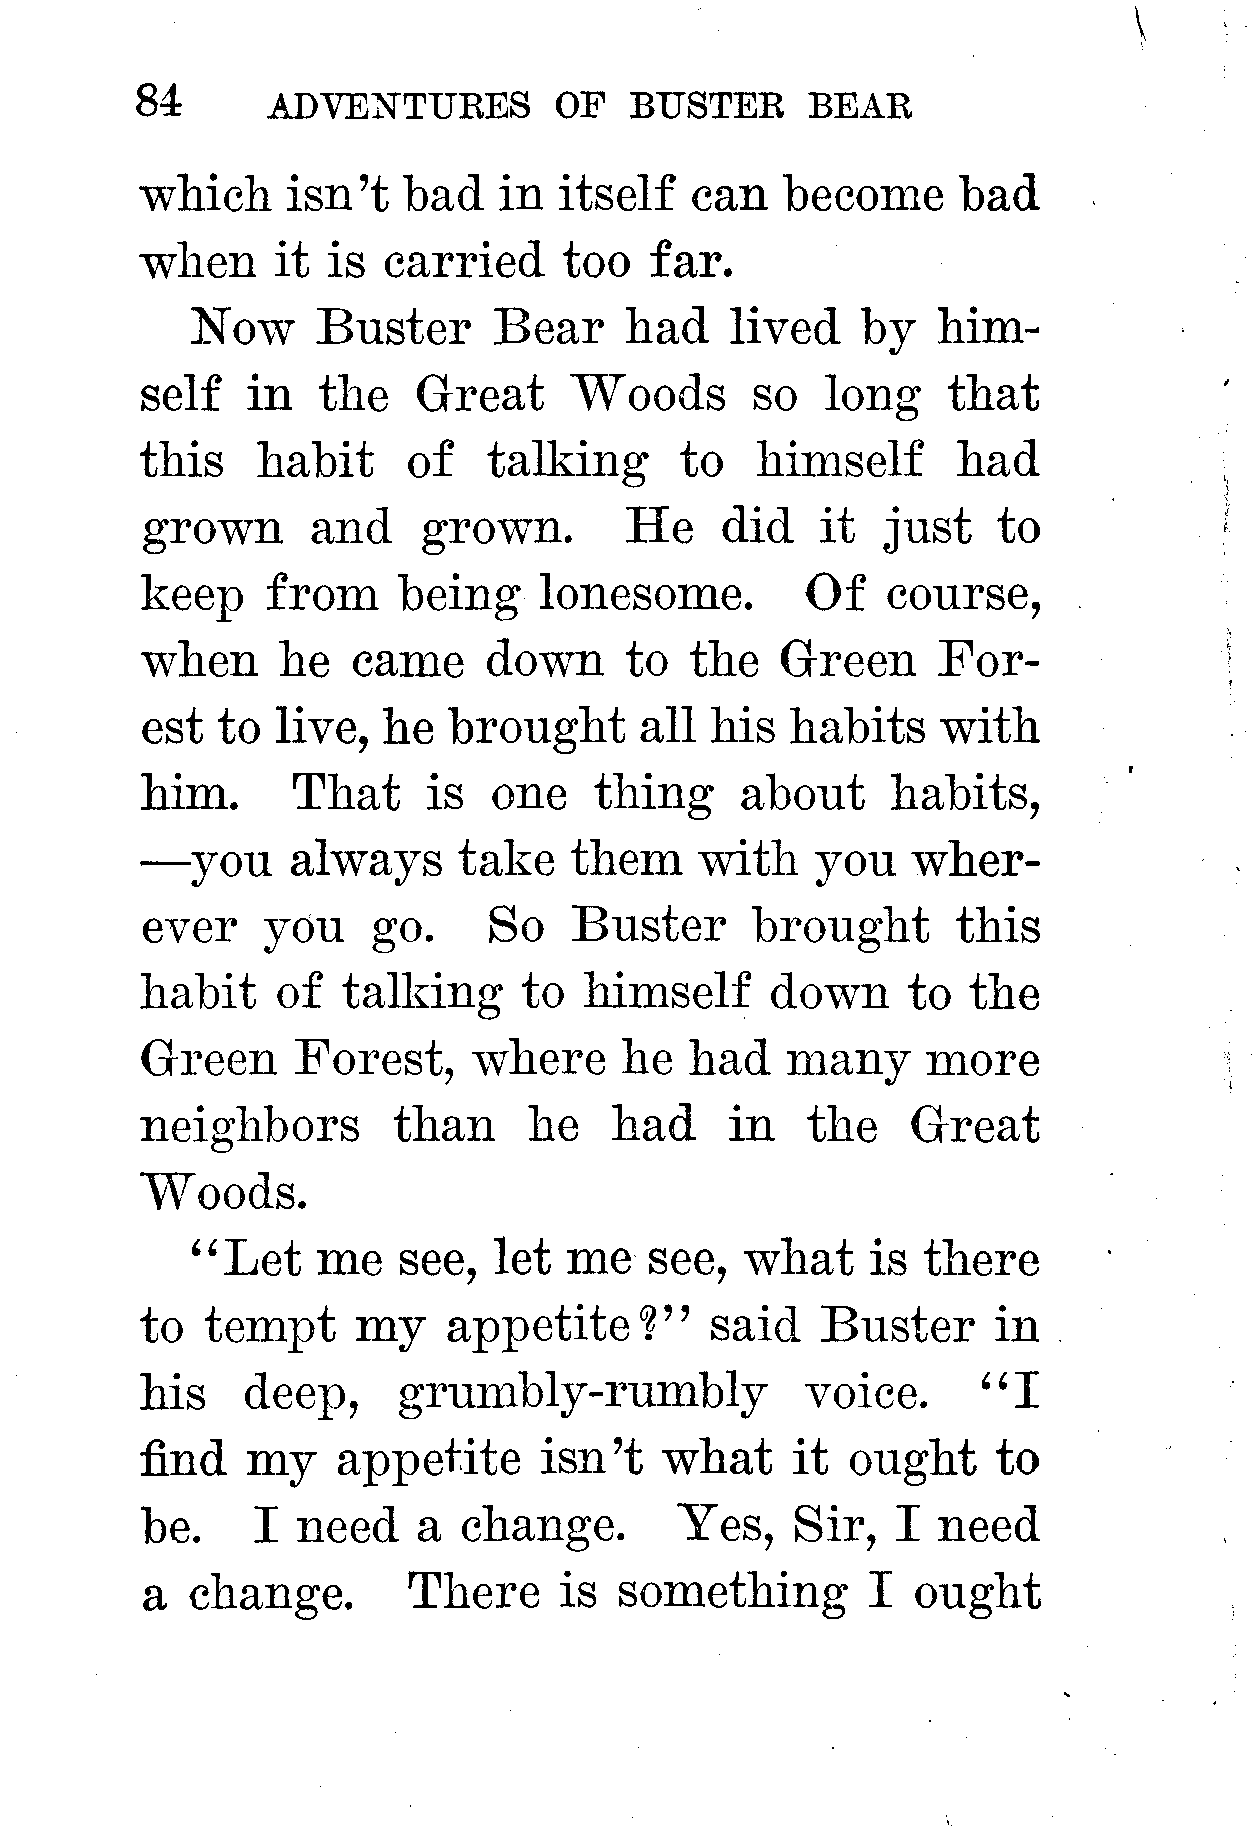 84 ADVENTURES OF BUSTER BEAR
which isn't bad in itself can become bad
when it is carried too far.
Now Buster Bear had lived by him-
self in the Great Woods so long that
this habit of talking to himself had
grown and grown. He did it just to
keep from being lonesome. Of course,
when he came down to the Green For-
est to live, he brought all his habits with
him. That is one thing about habits,
—you always take them with you wher-
ever you go. So Buster brought this
habit of talking to himself down to the
Green Forest, where he had many more
neighbors than he had in the Great
Woods.
"Let me see, let me see, what is there
to tempt my appetite?" said Buster in
his deep, grumbly-rumbly voice. "I
find my appetite isn't what it ought to
be. I need a change. Yes, Sir, I need
a change. There is something I ought